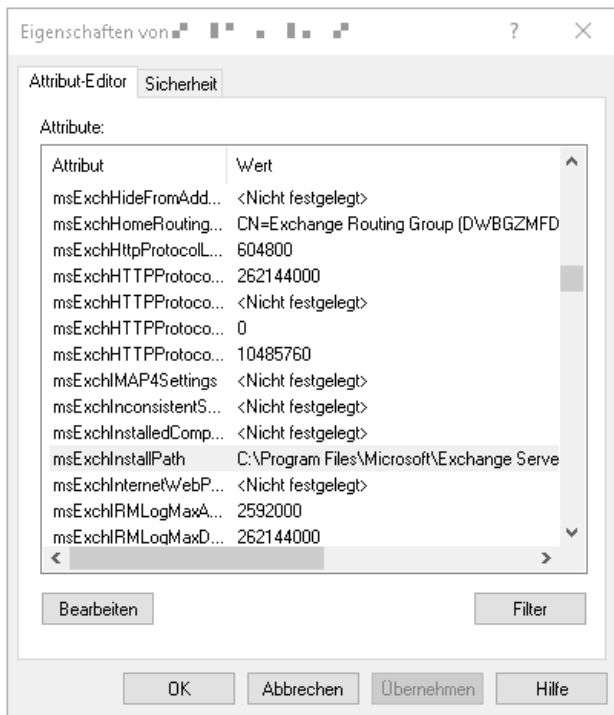 Eigenschaften von
Attribut-Editor Sicherheit
Attribute:
Attribut Wert
msExchHideFromAdd... <Nicht festgelegt>
msExchHomeRouting... CN=Exchange Routing Group (DWBGZMFD
msExchHttpProtocolL... 604800
msExchHTTPProtoco... 262144000
msExchHTTPProtoco... <Nicht festgelegt>
msExchHTTPProtoco... 0
msExchHTTPProtoco... 10485760
msExchIMAP4Settings <Nicht festgelegt>
msExchInconsistentS... <Nicht festgelegt>
msExchInstalledComp... <Nicht festgelegt>
msExchInstallPath C:\Program Files\Microsoft\Exchange Serve
msExchInternetWebP... <Nicht festgelegt>
msExchIRMLogMaxA... 2592000
msExchIRMLogMaxD... 262144000
Bearbeiten Filter
OK Abbrechen Übernehmen Hilfe